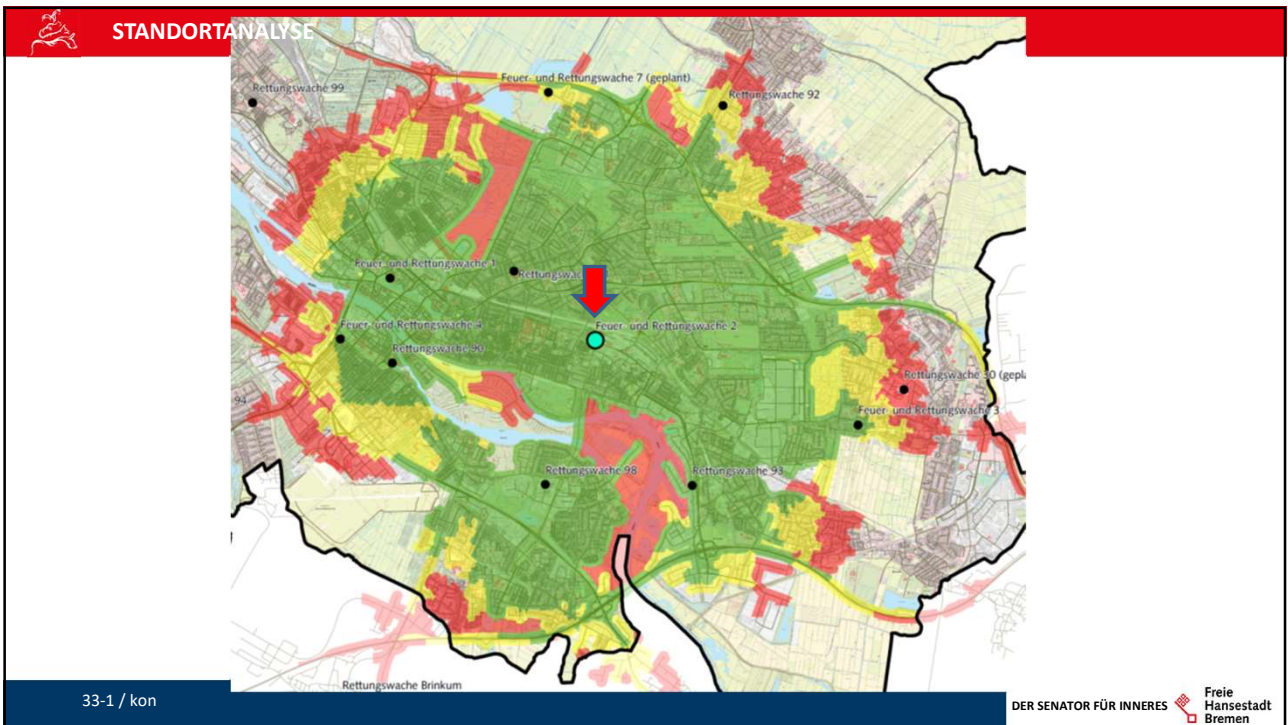 STANDORTANALYSE
Rettungswache 99
Feuer- und Rettungswache 7 (geplant)
Rettungswache 92
Feuer- und Rettungswache 1
Rettungswac
Feuer- und Rettungswache 4
Feuer- und Rettungswache 2
Rettungswache
Rettungswache 30 (gepla
94
Feuer- und Rettungswache 3
Rettungswache 98
Rettungswache 93
Rettungswache Brinkum
33-1 / kon
DER SENATOR FÜR INNERES
Freie
Hansestadt
Bremen